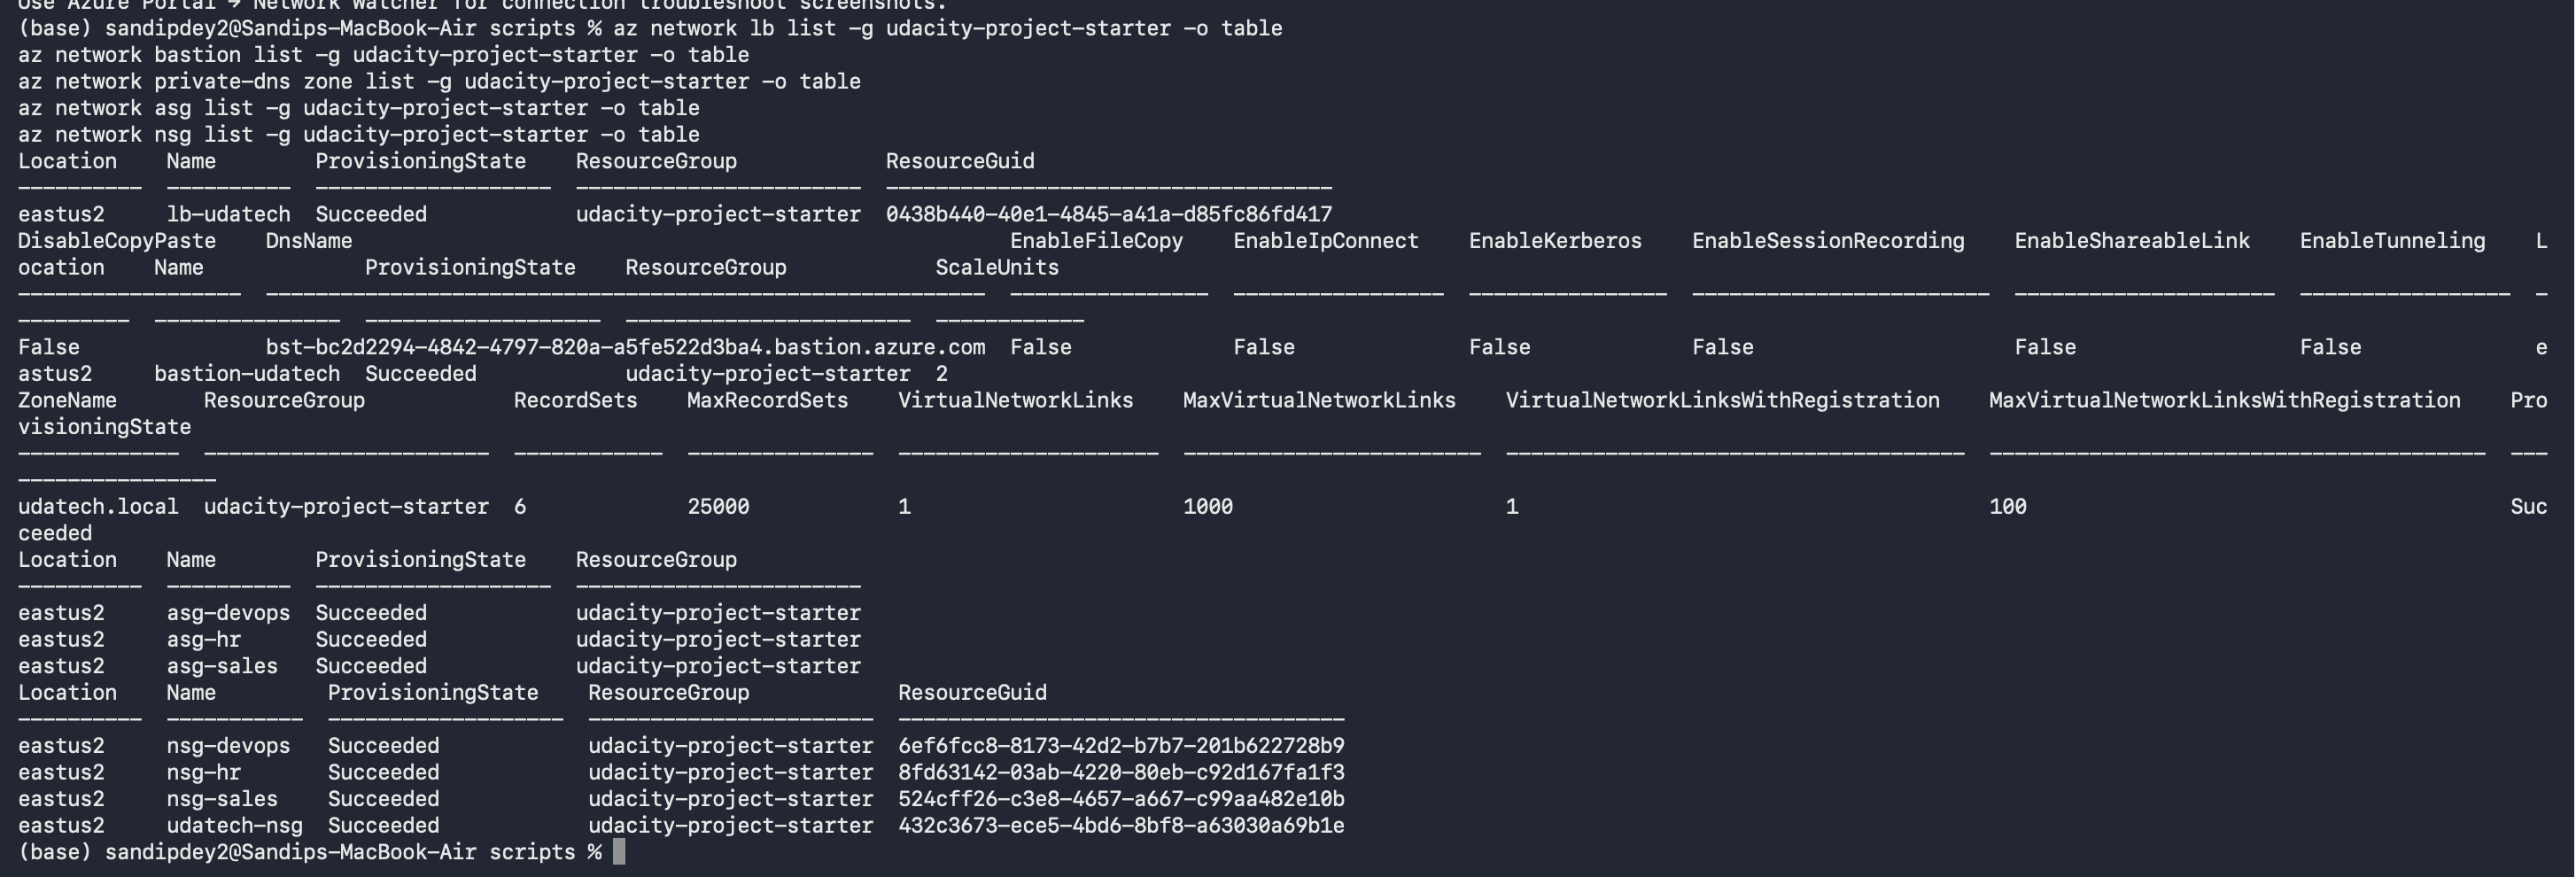 Use Azure Portal → Network Watcher for connection troubleshoot screenshots.
(base) sandipdey2@Sandips-MacBook-Air scripts % az network lb list -g udacity-project-starter -o table
az network bastion list -g udacity-project-starter -o table
az network private-dns zone list -g udacity-project-starter -o table
az network asg list -g udacity-project-starter -o table
az network nsg list -g udacity-project-starter -o table
Location    Name        ProvisioningState    ResourceGroup            ResourceGuid
----------  ----------  -------------------  -----------------------  ------------------------------------
eastus2     lb-udatech  Succeeded            udacity-project-starter  0438b440-40e1-4845-a41a-d85fc86fd417
DisableCopyPaste    DnsName                                                     EnableFileCopy    EnableIpConnect    EnableKerberos    EnableSessionRecording    EnableShareableLink    EnableTunneling    L
ocation    Name             ProvisioningState    ResourceGroup            ScaleUnits
------------------  ----------------------------------------------------------  ----------------  -----------------  ----------------  ------------------------  ---------------------  -----------------  -
---------  ---------------  -------------------  -----------------------  ------------
False               bst-bc2d2294-4842-4797-820a-a5fe522d3ba4.bastion.azure.com  False             False              False             False                     False                  False              e
astus2     bastion-udatech  Succeeded            udacity-project-starter  2
ZoneName       ResourceGroup            RecordSets    MaxRecordSets    VirtualNetworkLinks    MaxVirtualNetworkLinks    VirtualNetworkLinksWithRegistration    MaxVirtualNetworkLinksWithRegistration    Pro
visioningState
-------------  -----------------------  ------------  ---------------  ---------------------  ------------------------  -------------------------------------  ----------------------------------------  ---
----------------
udatech.local  udacity-project-starter  6             25000            1                      1000                      1                                      100                                       Suc
ceeded
Location    Name        ProvisioningState    ResourceGroup
----------  ----------  -------------------  -----------------------
eastus2     asg-devops  Succeeded            udacity-project-starter
eastus2     asg-hr      Succeeded            udacity-project-starter
eastus2     asg-sales   Succeeded            udacity-project-starter
Location    Name         ProvisioningState    ResourceGroup            ResourceGuid
----------  -----------  -------------------  -----------------------  ------------------------------------
eastus2     nsg-devops   Succeeded            udacity-project-starter  6ef6fcc8-8173-42d2-b7b7-201b622728b9
eastus2     nsg-hr       Succeeded            udacity-project-starter  8fd63142-03ab-4220-80eb-c92d167fa1f3
eastus2     nsg-sales    Succeeded            udacity-project-starter  524cff26-c3e8-4657-a667-c99aa482e10b
eastus2     udatech-nsg  Succeeded            udacity-project-starter  432c3673-ece5-4bd6-8bf8-a63030a69b1e
(base) sandipdey2@Sandips-MacBook-Air scripts %